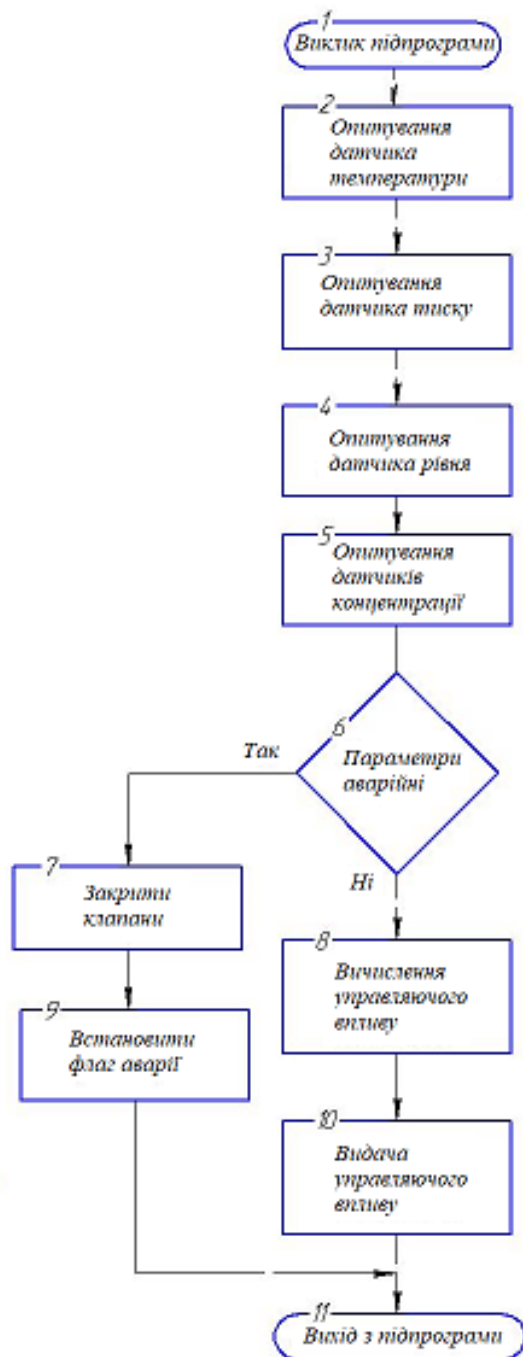 1
Виклик підпрограми
2
Опитування
датчика
температури
3
Опитування
датчика тиску
4
Опитування
датчика рівня
5
Опитування
датчиків
концентрації
6
Параметри
аварійні
Так
Ні
7
Закрити
клапани
8
Вичислення
управляючого
впливу
9
Встановити
флаг аварії
10
Видача
управляючого
впливу
11
Вихід з підпрограми